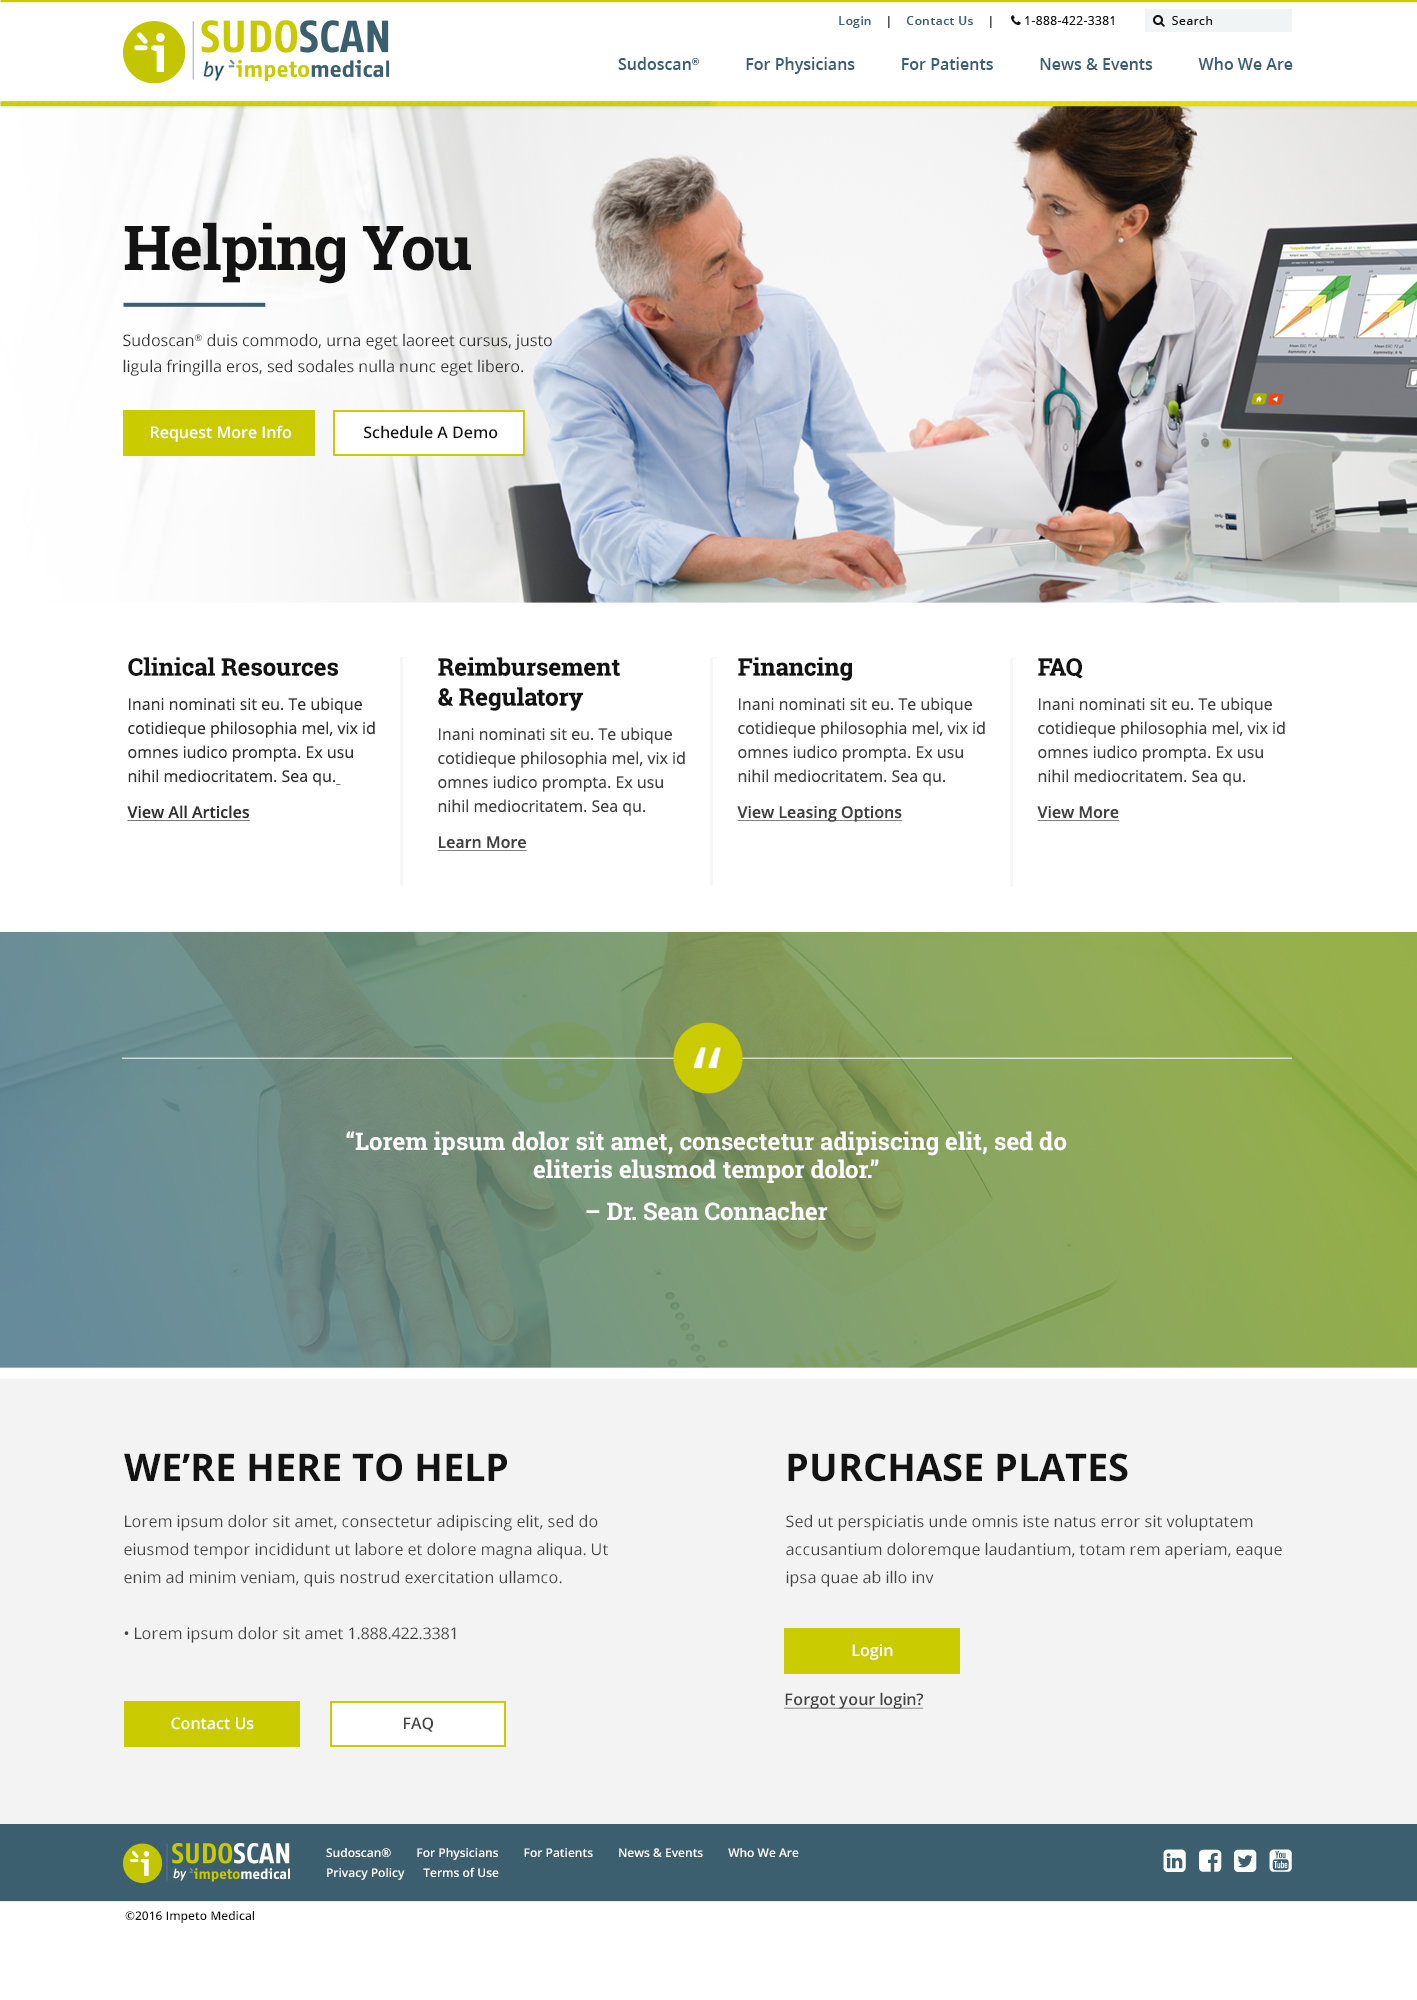 SUDOSCAN
by impetomedical
Login | Contact Us | 1-888-422-3381 Search
Sudoscan® For Physicians For Patients News & Events Who We Are
Helping You
Sudoscan® duis commodo, urna eget laoreet cursus, justo
ligula fringilla eros, sed sodales nulla nunc eget libero.
Request More Info Schedule A Demo
Clinical Resources
Inani nominati sit eu. Te ubique
cotidieque philosophia mel, vix id
omnes iudico prompta. Ex usu
nihil mediocritatem. Sea qu._
View All Articles
Reimbursement
& Regulatory
Inani nominati sit eu. Te ubique
cotidieque philosophia mel, vix id
omnes iudico prompta. Ex usu
nihil mediocritatem. Sea qu.
Learn More
Financing
Inani nominati sit eu. Te ubique
cotidieque philosophia mel, vix id
omnes iudico prompta. Ex usu
nihil mediocritatem. Sea qu.
View Leasing Options
FAQ
Inani nominati sit eu. Te ubique
cotidieque philosophia mel, vix id
omnes iudico prompta. Ex usu
nihil mediocritatem. Sea qu.
View More
“Lorem ipsum dolor sit amet, consectetur adipiscing elit, sed do
eliteris elusmod tempor dolor.”
– Dr. Sean Connacher
WE’RE HERE TO HELP
Lorem ipsum dolor sit amet, consectetur adipiscing elit, sed do
eiusmod tempor incididunt ut labore et dolore magna aliqua. Ut
enim ad minim veniam, quis nostrud exercitation ullamco.
• Lorem ipsum dolor sit amet 1.888.422.3381
Contact Us FAQ
PURCHASE PLATES
Sed ut perspiciatis unde omnis iste natus error sit voluptatem
accusantium doloremque laudantium, totam rem aperiam, eaque
ipsa quae ab illo inv
Login
Forgot your login?
SUDOSCAN
by impetomedical
Sudoscan® For Physicians For Patients News & Events Who We Are
Privacy Policy Terms of Use
You
Tube
©2016 Impeto Medical